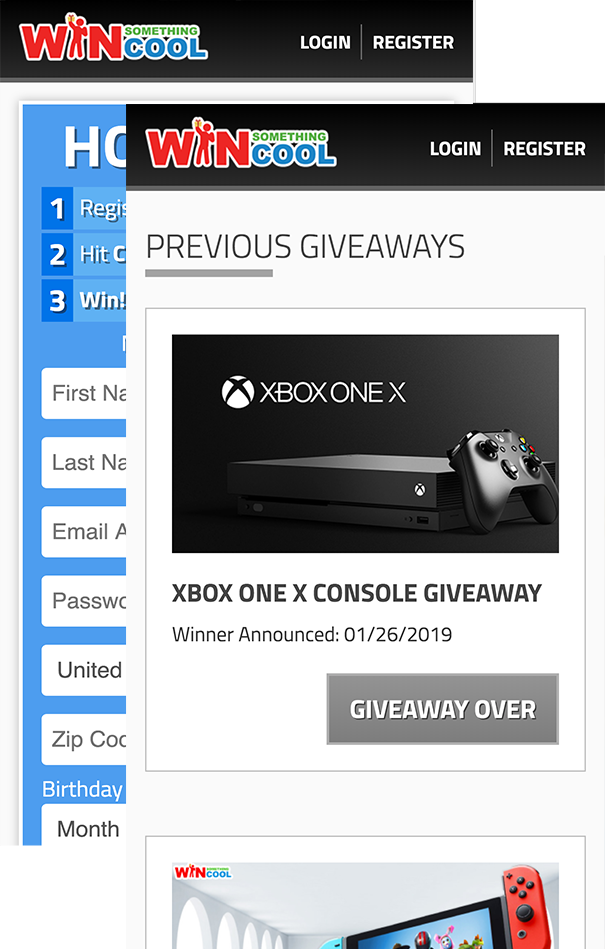 WIN SOMETHING COOL
LOGIN
REGISTER
HO
1 Regis
2 Hit C
3 Win!
First Na
Last Na
Email A
Passwo
United
Zip Cod
Birthday
Month
WIN SOMETHING COOL
LOGIN
REGISTER
PREVIOUS GIVEAWAYS
XBOX ONE X
XBOX ONE X CONSOLE GIVEAWAY
Winner Announced: 01/26/2019
GIVEAWAY OVER
WIN SOMETHING COOL